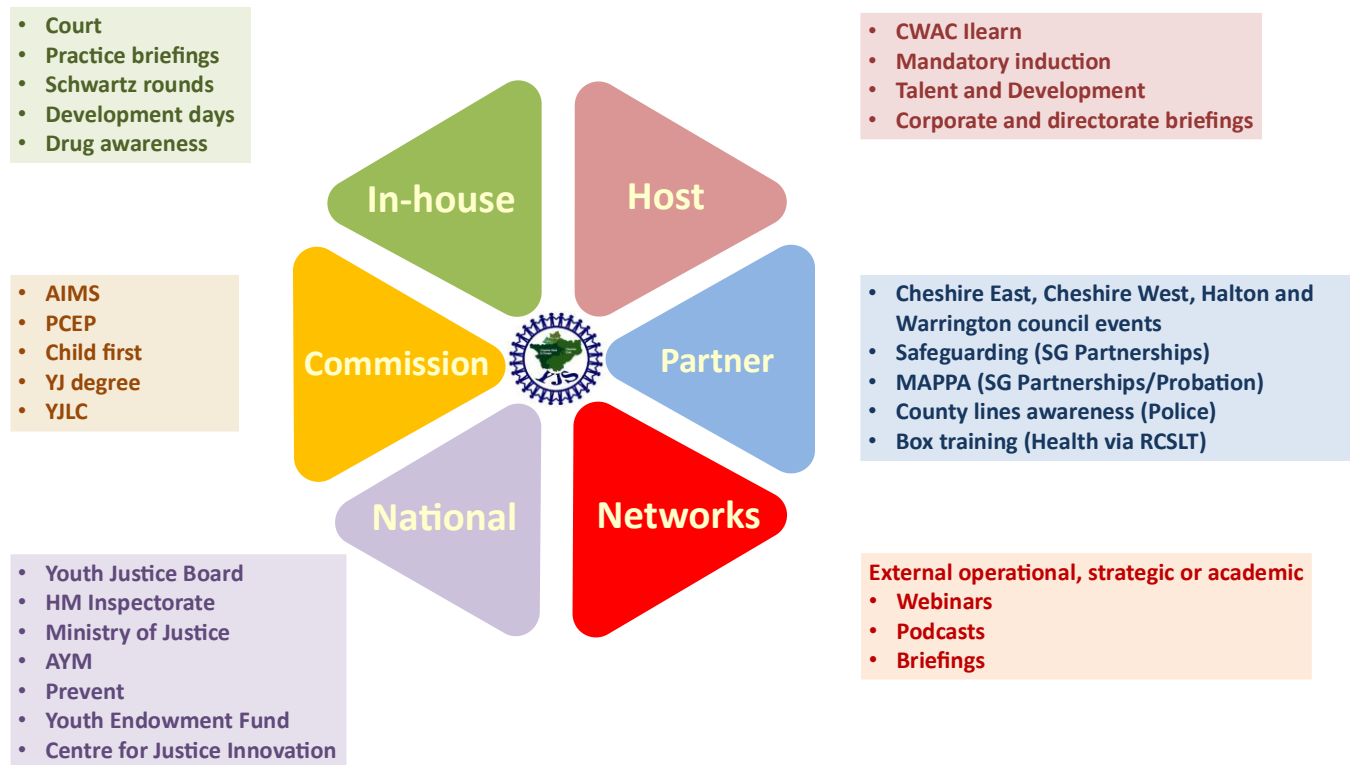 • Court
• Practice briefings
• Schwartz rounds
• Development days
• Drug awareness
• CWAC Ilearn
• Mandatory induction
• Talent and Development
• Corporate and directorate briefings
In-house
Host
• AIMS
• PCEP
• Child first
• YJ degree
• YJLC
Commission
YJS
Partner
• Cheshire East, Cheshire West, Halton and
Warrington council events
• Safeguarding (SG Partnerships)
• MAPPA (SG Partnerships/Probation)
• County lines awareness (Police)
• Box training (Health via RCSLT)
National
Networks
• Youth Justice Board
• HM Inspectorate
• Ministry of Justice
• AYM
• Prevent
• Youth Endowment Fund
• Centre for Justice Innovation
External operational, strategic or academic
• Webinars
• Podcasts
• Briefings